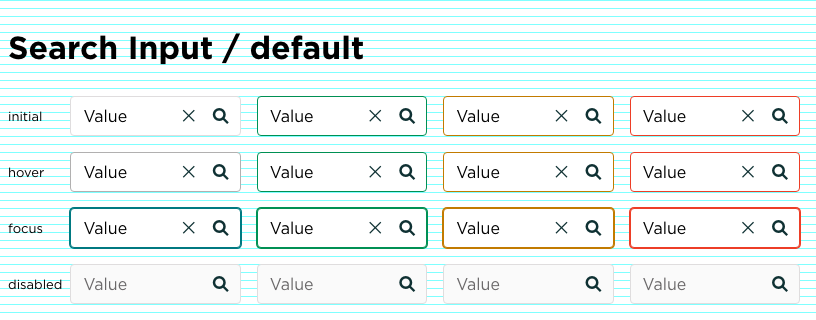 Search Input / default
initial Value Value Value Value
hover Value Value Value Value
focus Value Value Value Value
disabled Value Value Value Value